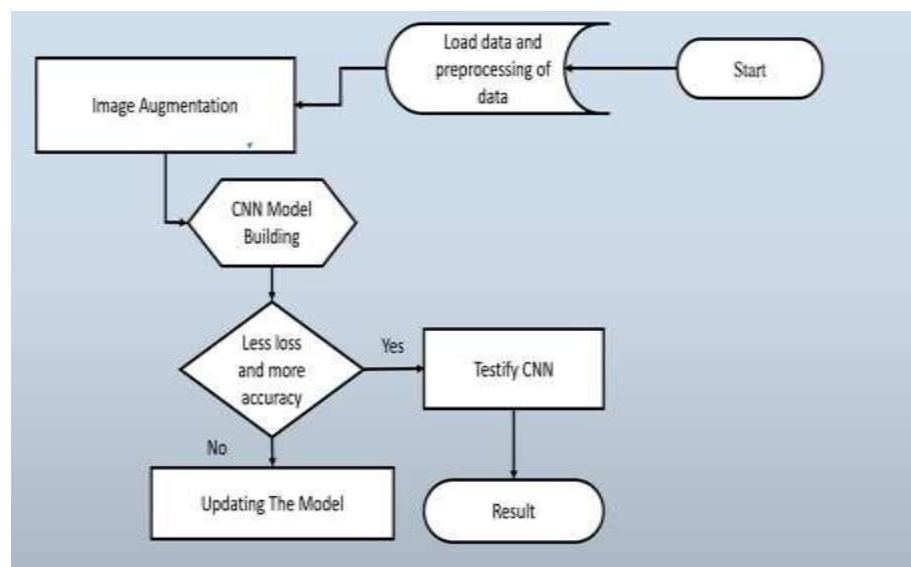 Start
Load data and
preprocessing of
data
Image Augmentation
CNN Model
Building
Less loss
and more
accuracy
Yes
Testify CNN
No
Updating The Model
Result